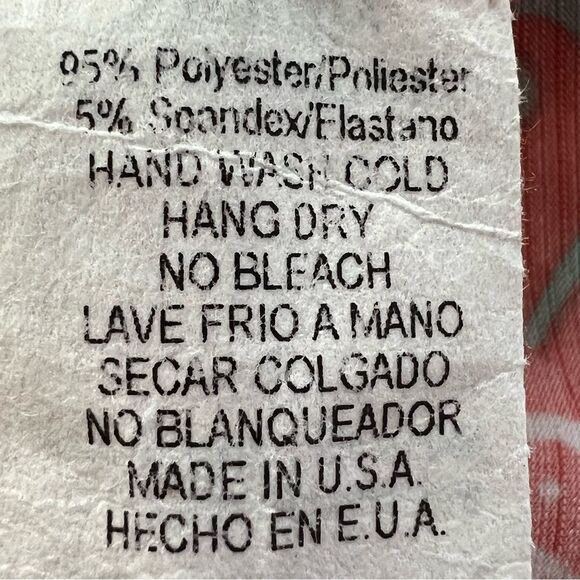 95% Polyester/Poliester
5% Spandex/Elastano
HAND WASH COLD
HANG DRY
NO BLEACH
LAVE FRIO A MANO
SECAR COLGADO
NO BLANQUEADOR
MADE IN U.S.A.
HECHO EN E.U.A.